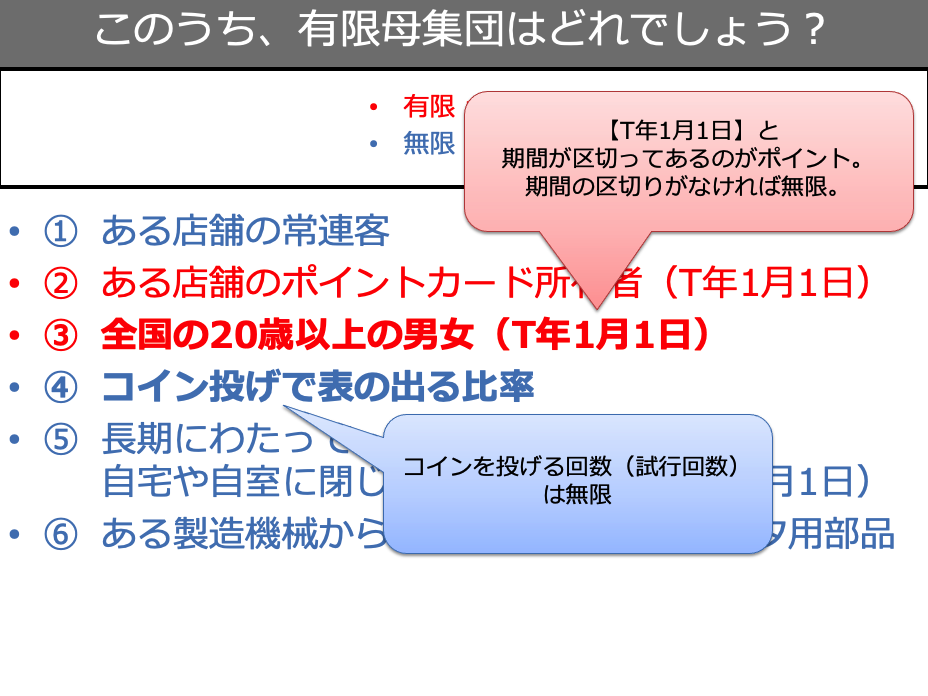 このうち、有限母集団はどれでしょう？
• 有限
• 無限
【T年1月1日】と
期間が区切ってあるのがポイント。
期間の区切りがなければ無限。
• ① ある店舗の常連客
• ② ある店舗のポイントカード所有者（T年1月1日）
• ③ 全国の20歳以上の男女（T年1月1日）
• ④ コイン投げで表の出る比率
コインを投げる回数（試行回数）
は無限
• ⑤ 長期にわたって
自宅や自室に閉じ 月1日）
• ⑥ ある製造機械から タ用部品